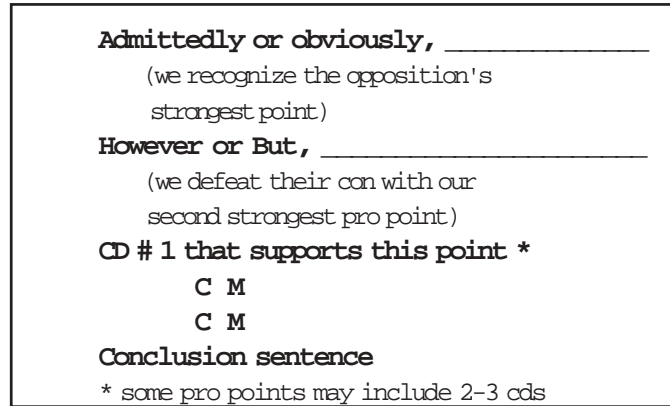 Admittedly or obviously, ______________
(we recognize the opposition's
strongest point)
However or But, ______________________
(we defeat their con with our
second strongest pro point)
CD # 1 that supports this point *
C M
C M
Conclusion sentence
* some pro points may include 2-3 cds